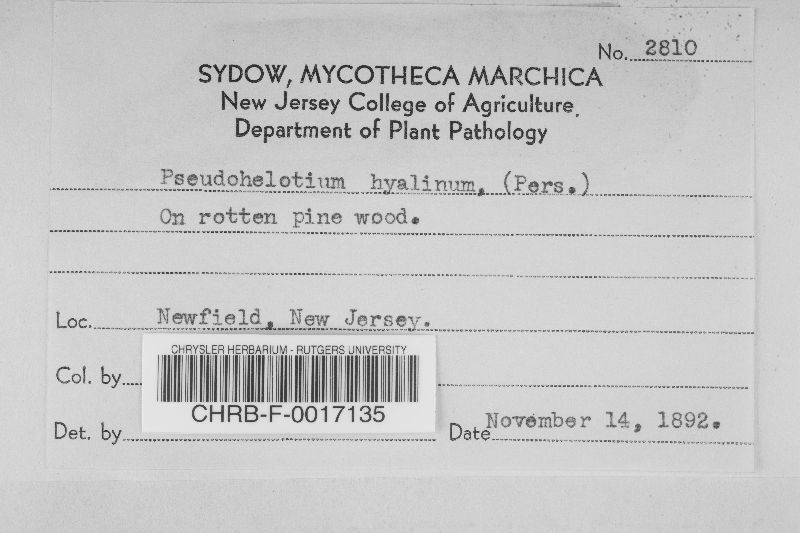 No. 2810
SYDOW, MYCOTHECA MARCHICA
New Jersey College of Agriculture,
Department of Plant Pathology
Pseudohelotium hyalinum, (Pers.)
On rotten pine wood.
Loc. Newfield, New Jersey.
CHRYSLER HERBARIUM - RUTGERS UNIVERSITY
Col. by
CHRB-F-0017135
Det. by
Date November 14, 1892.